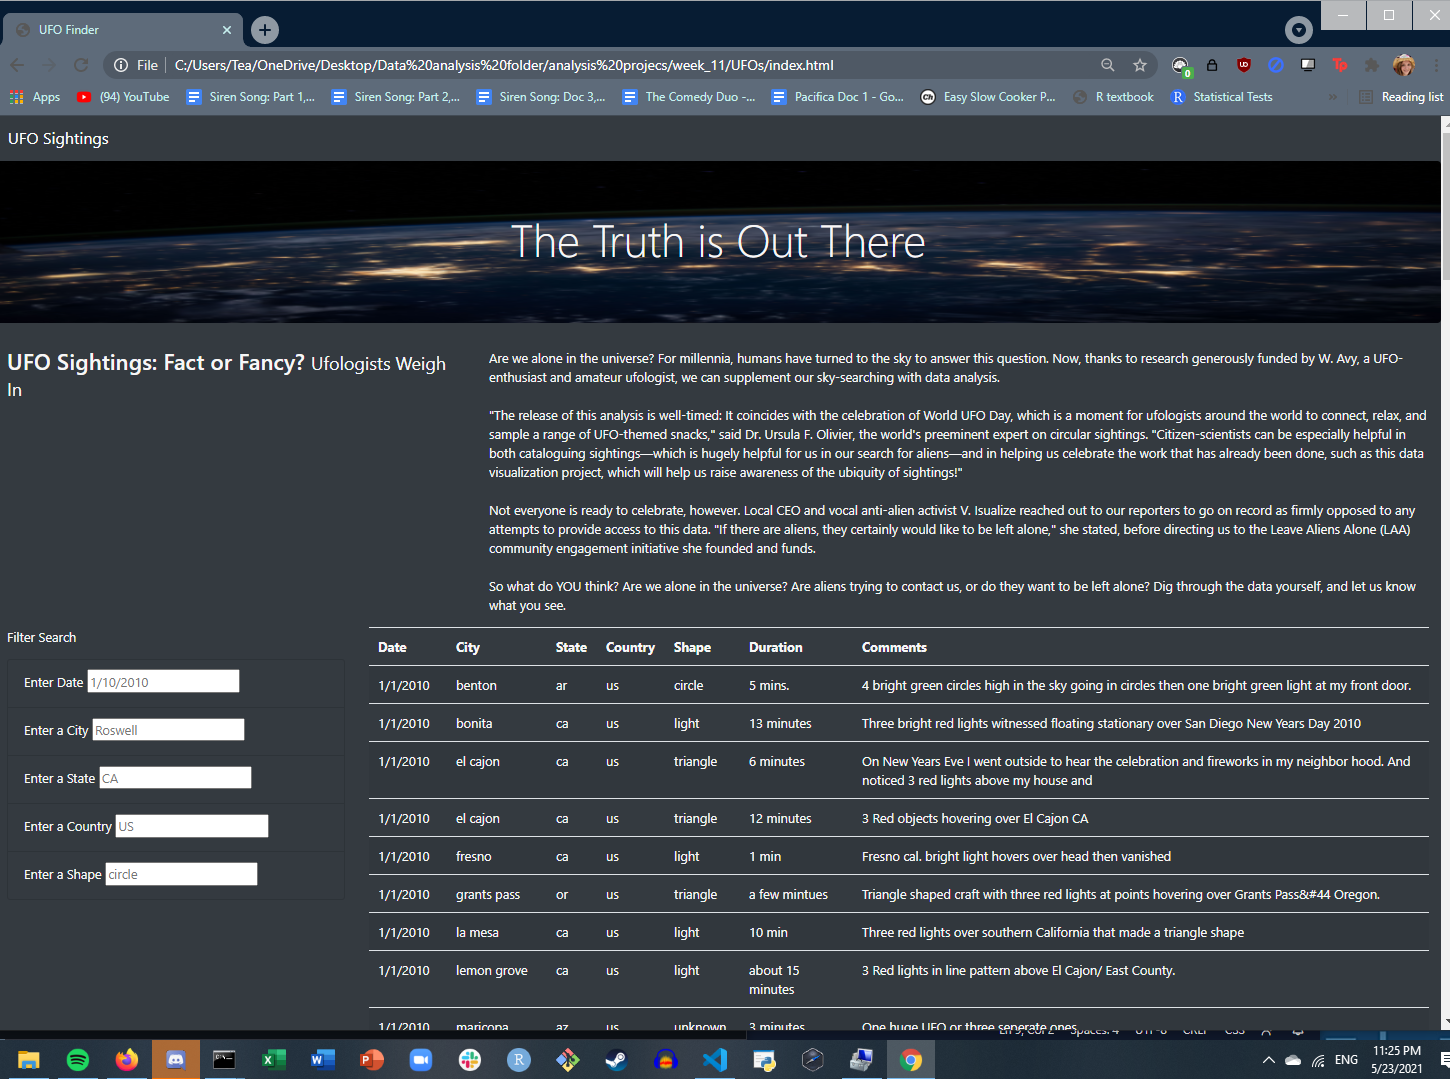 UFO Finder
File
C:/Users/Tea/OneDrive/Desktop/Data%20analysis%20folder/analysis%20projecs/week_11/UFOs/index.html
Apps
(94) YouTube
Siren Song: Part 1,...
Siren Song: Part 2,...
Siren Song: Doc 3,...
The Comedy Duo -...
Pacifica Doc 1 - Go...
Easy Slow Cooker P...
R textbook
Statistical Tests
»
Reading list
UFO Sightings
The Truth is Out There
UFO Sightings: Fact or Fancy? Ufologists Weigh
In
Are we alone in the universe? For millennia, humans have turned to the sky to answer this question. Now, thanks to research generously funded by W. Avy, a UFO-
enthusiast and amateur ufologist, we can supplement our sky-searching with data analysis.
"The release of this analysis is well-timed: It coincides with the celebration of World UFO Day, which is a moment for ufologists around the world to connect, relax, and
sample a range of UFO-themed snacks," said Dr. Ursula F. Olivier, the world's preeminent expert on circular sightings. "Citizen-scientists can be especially helpful in
both cataloguing sightings—which is hugely helpful for us in our search for aliens—and in helping us celebrate the work that has already been done, such as this data
visualization project, which will help us raise awareness of the ubiquity of sightings!"
Not everyone is ready to celebrate, however. Local CEO and vocal anti-alien activist V. Isualize reached out to our reporters to go on record as firmly opposed to any
attempts to provide access to this data. "If there are aliens, they certainly would like to be left alone," she stated, before directing us to the Leave Aliens Alone (LAA)
community engagement initiative she founded and funds.
So what do YOU think? Are we alone in the universe? Are aliens trying to contact us, or do they want to be left alone? Dig through the data yourself, and let us know
what you see.
Filter Search
Enter Date 1/10/2010
Enter a City Roswell
Enter a State CA
Enter a Country US
Enter a Shape circle
Date City State Country Shape Duration Comments
1/1/2010 benton ar us circle 5 mins. 4 bright green circles high in the sky going in circles then one bright green light at my front door.
1/1/2010 bonita ca us light 13 minutes Three bright red lights witnessed floating stationary over San Diego New Years Day 2010
1/1/2010 el cajon ca us triangle 6 minutes On New Years Eve I went outside to hear the celebration and fireworks in my neighbor hood. And
noticed 3 red lights above my house and
1/1/2010 el cajon ca us triangle 12 minutes 3 Red objects hovering over El Cajon CA
1/1/2010 fresno ca us light 1 min Fresno cal. bright light hovers over head then vanished
1/1/2010 grants pass or us triangle a few mintues Triangle shaped craft with three red lights at points hovering over Grants Pass&#44 Oregon.
1/1/2010 la mesa ca us light 10 min Three red lights over southern California that made a triangle shape
1/1/2010 lemon grove ca us light about 15 3 Red lights in line pattern above El Cajon/ East County.
minutes
1/1/2010 maricopa az us unknown 3 minutes One huge UFO or three seperate ones
Ln 9, Col 2 Spaces: 4 UTF-8 CRLF CSS
ENG
11:25 PM
5/23/2021